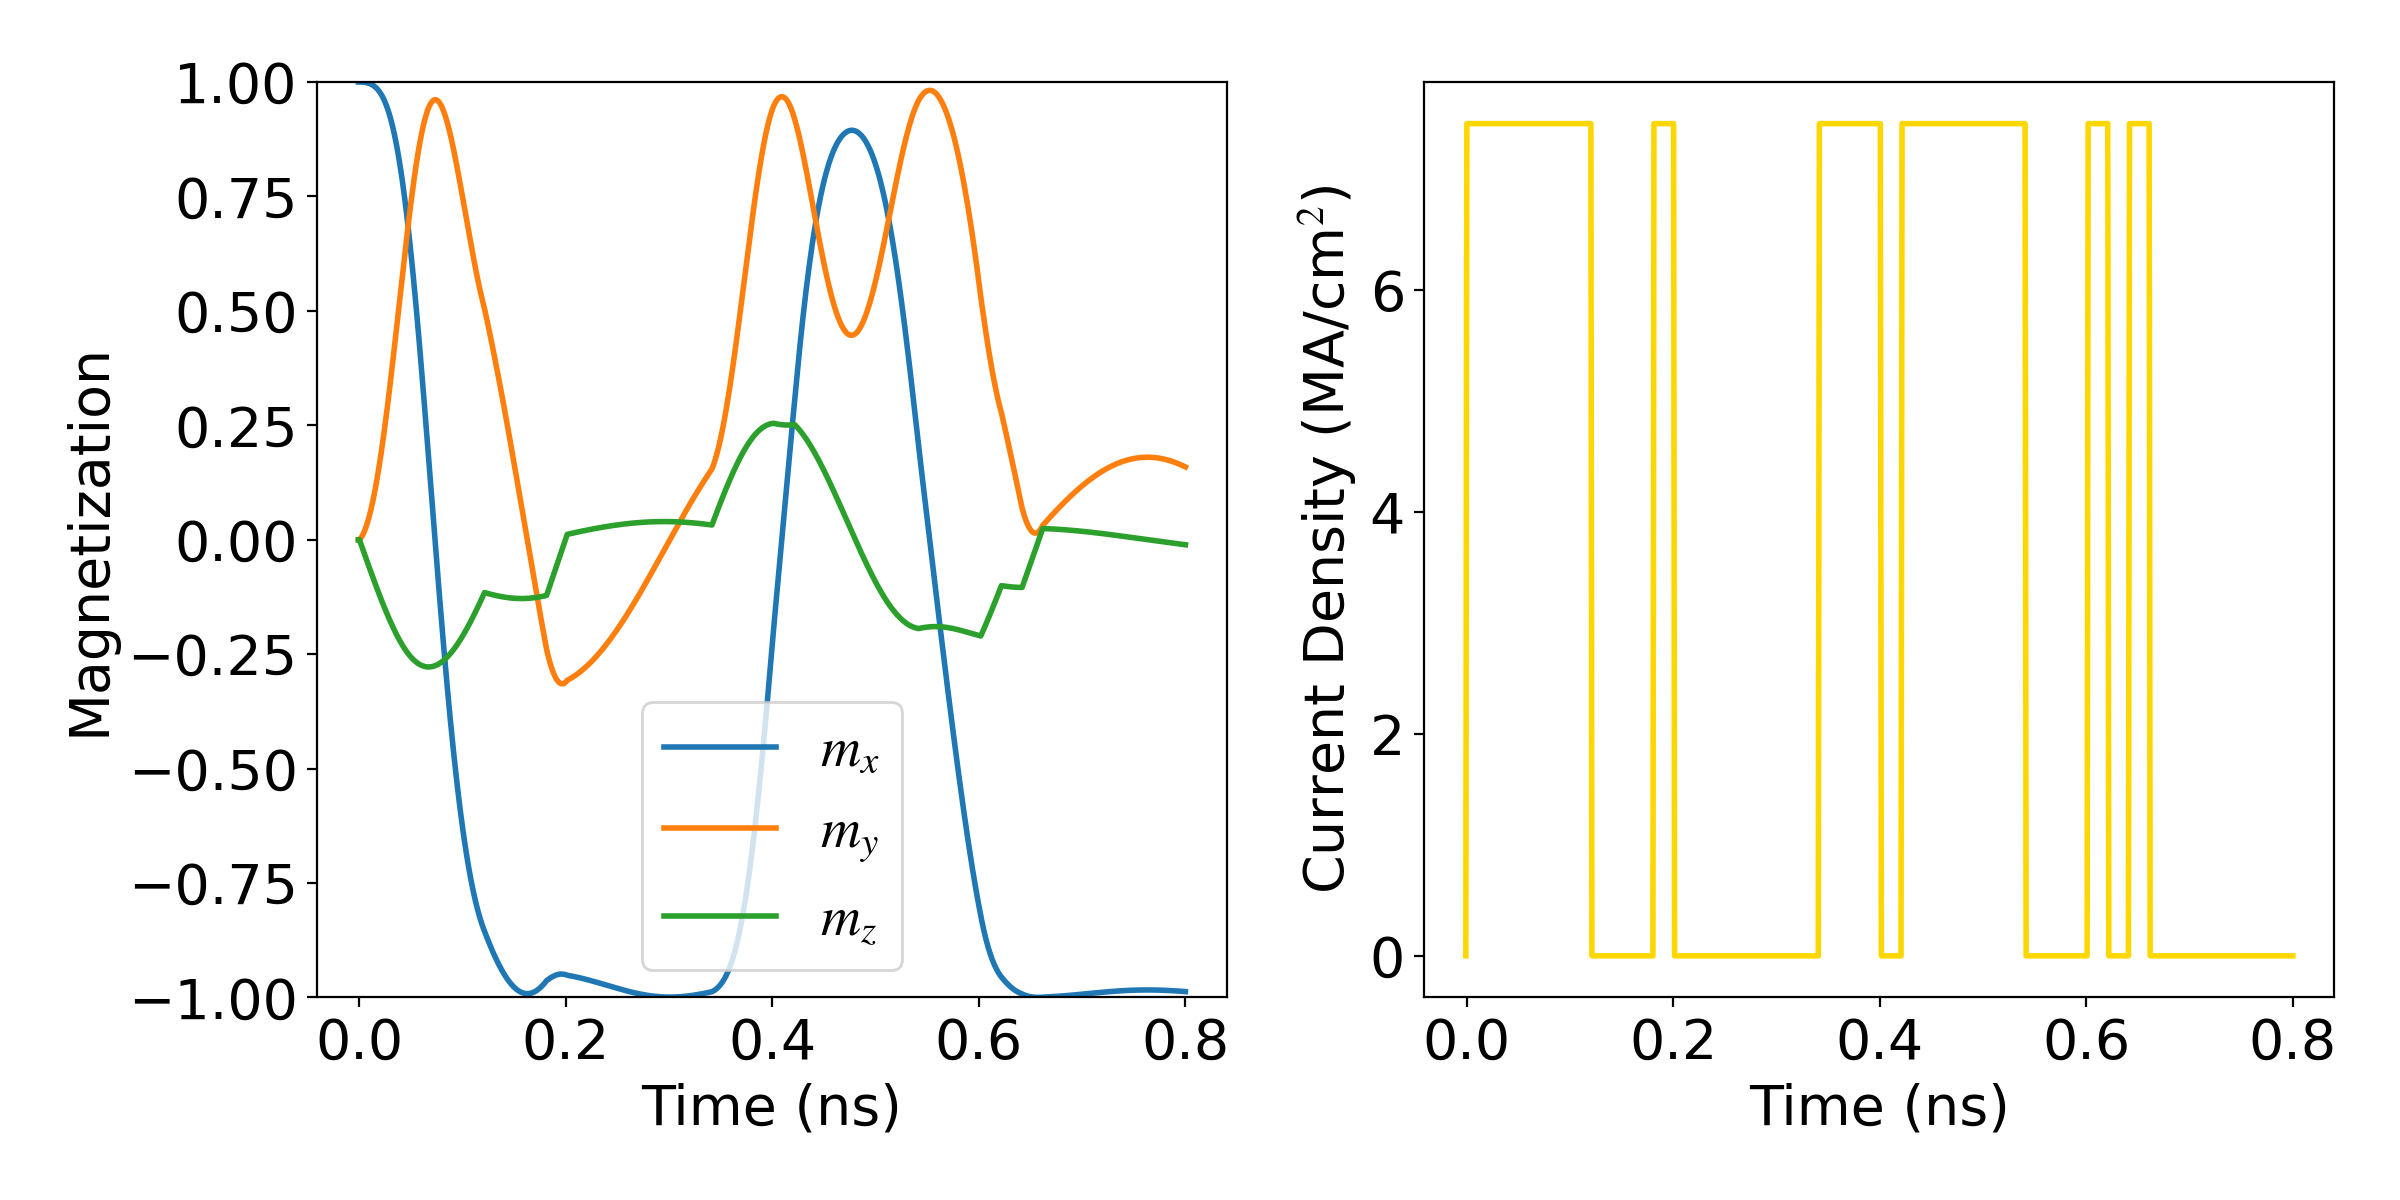 Magnetization
1.00
0.75
0.50
0.25
0.00
−0.25
−0.50
−0.75
−1.00
0.0 0.2 0.4 0.6 0.8
Time (ns)
m_x
m_y
m_z
Current Density (MA/cm²)
6
4
2
0
0.0 0.2 0.4 0.6 0.8
Time (ns)